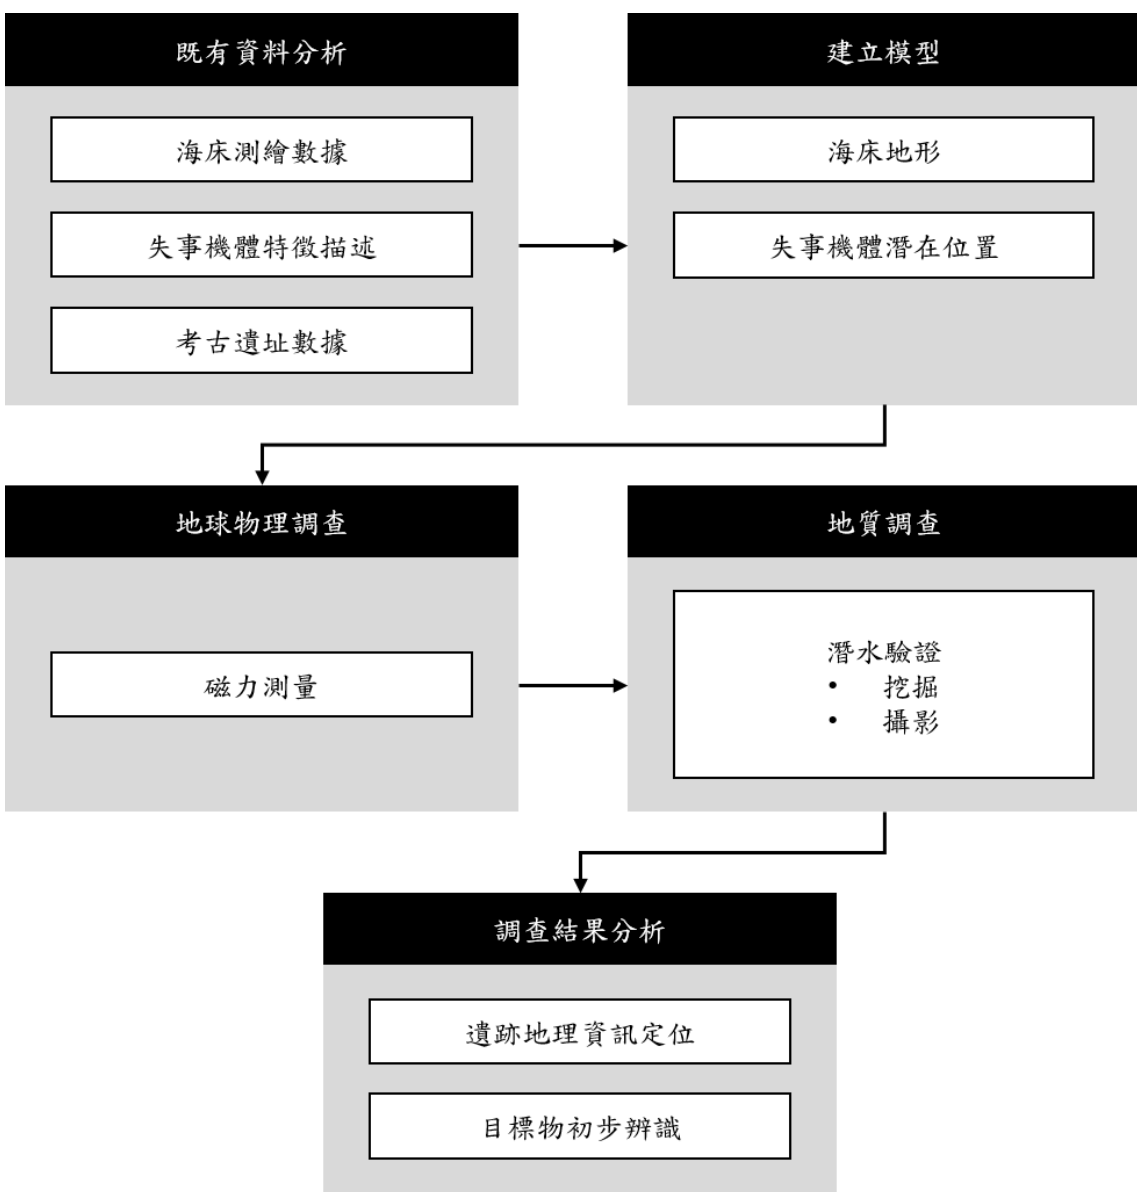 既有資料分析
海床測繪數據
失事機體特徵描述
考古遺址數據
建立模型
海床地形
失事機體潛在位置
地球物理調查
磁力測量
地質調查
潛水驗證
• 挖掘
• 攝影
調查結果分析
遺跡地理資訊定位
目標物初步辨識